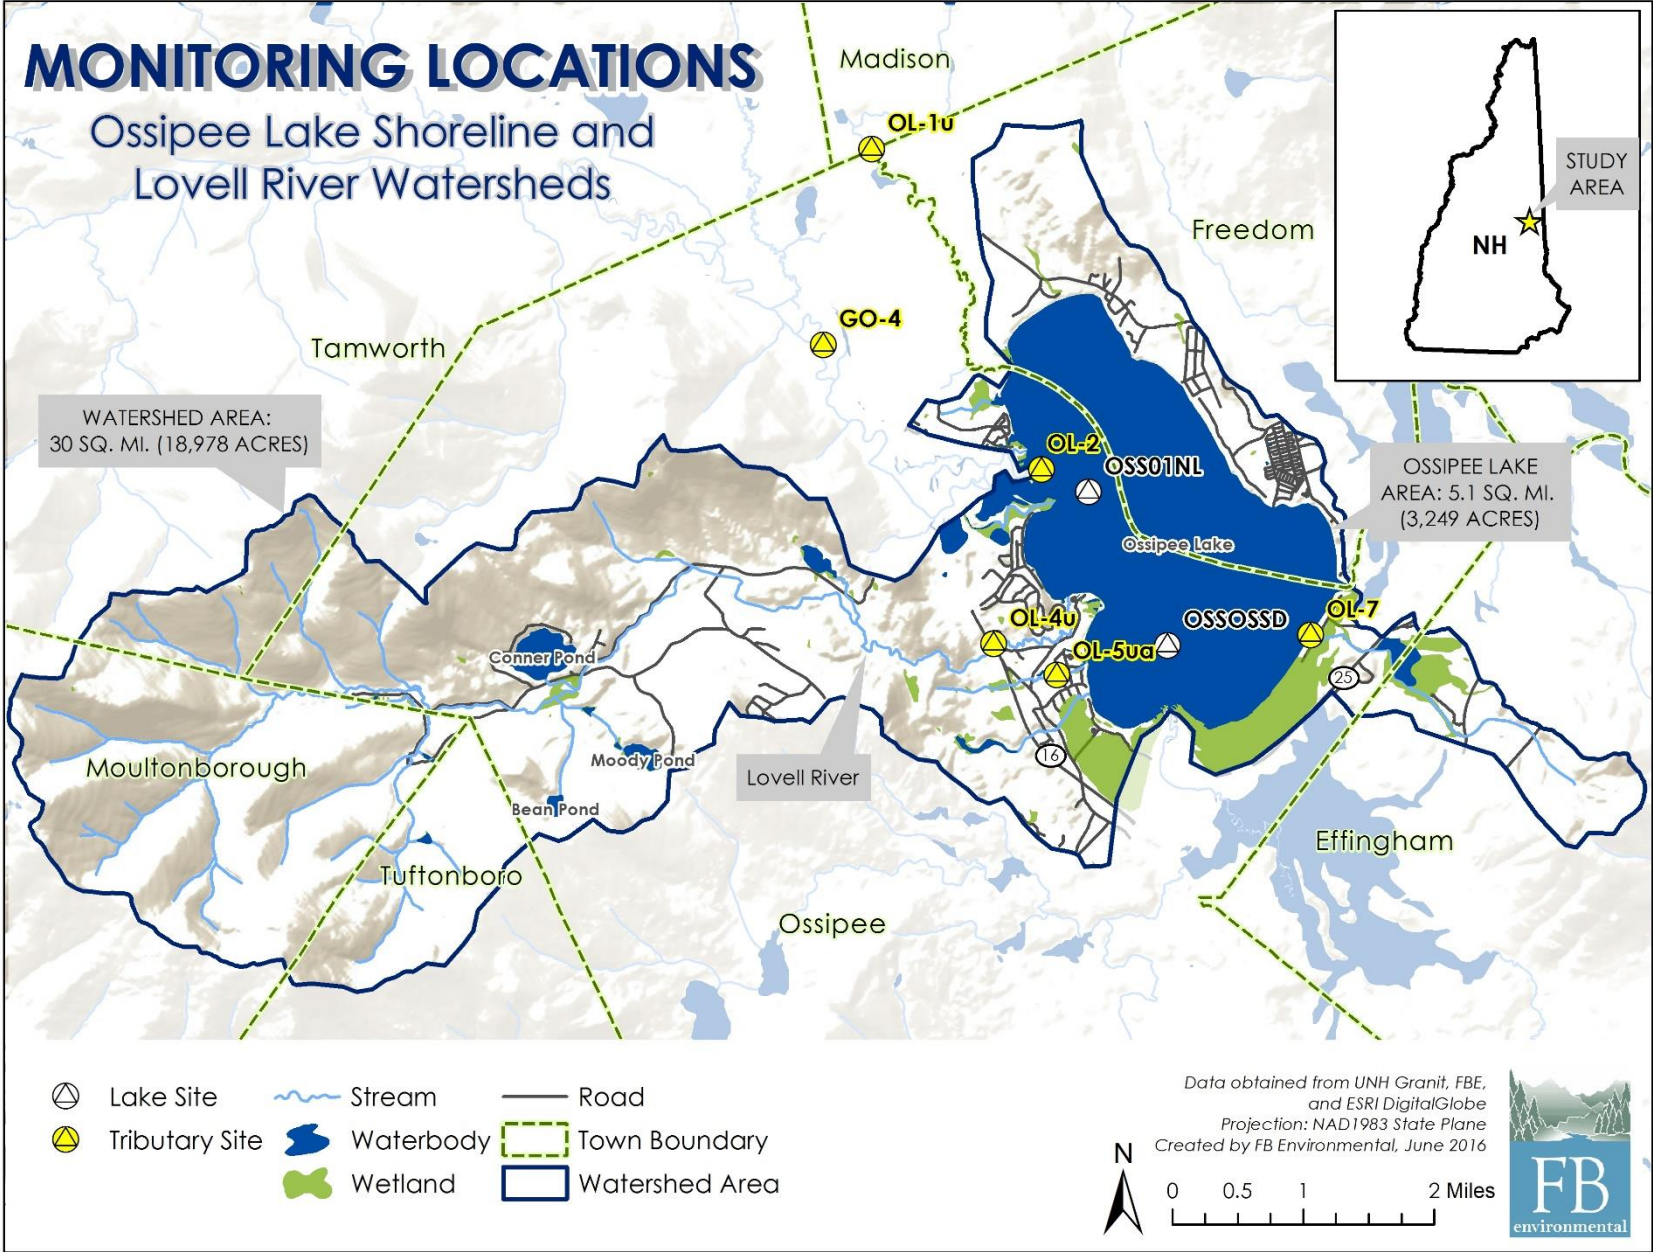 MONITORING LOCATIONS
Ossipee Lake Shoreline and
Lovell River Watersheds
Madison
OL-1u
Freedom
STUDY
AREA
NH
GO-4
Tamworth
WATERSHED AREA:
30 SQ. MI. (18,978 ACRES)
OL-2
OSS01NL
OSSIPEE LAKE
AREA: 5.1 SQ. MI.
(3,249 ACRES)
Ossipee Lake
OL-4u
OSSOSSD
OL-7
OL-5ua
Conner Pond
25
16
Moody Pond
Moultonborough
Lovell River
Bean Pond
Effingham
Tuftonboro
Ossipee
Lake Site
Stream
Road
Tributary Site
Waterbody
Town Boundary
Wetland
Watershed Area
Data obtained from UNH Granit, FBE,
and ESRI DigitalGlobe
Projection: NAD1983 State Plane
Created by FB Environmental, June 2016
N
0 0.5 1 2 Miles
FB
environmental